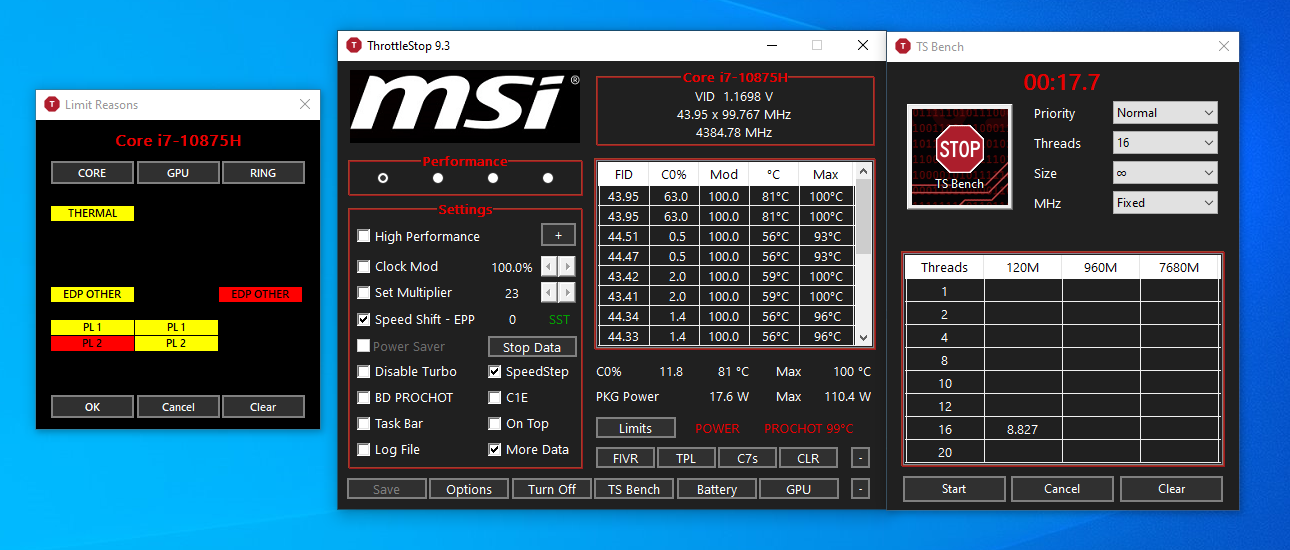 Limit Reasons
Core i7-10875H
CORE GPU RING
THERMAL
EDP OTHER EDP OTHER
PL 1 PL 1
PL 2 PL 2
OK Cancel Clear
ThrottleStop 9.3
msi®
Core i7-10875H
VID 1.1698 V
43.95 x 99.767 MHz
4384.78 MHz
Performance
Settings
High Performance +
Clock Mod 100.0%
Set Multiplier 23
Speed Shift - EPP 0 SST
Power Saver Stop Data
Disable Turbo SpeedStep
BD PROCHOT C1E
Task Bar On Top
Log File More Data
FID C0% Mod °C Max
43.95 63.0 100.0 81°C 100°C
43.95 63.0 100.0 81°C 100°C
44.51 0.5 100.0 56°C 93°C
44.47 0.5 100.0 56°C 93°C
43.42 2.0 100.0 59°C 100°C
43.41 2.0 100.0 59°C 100°C
44.34 1.4 100.0 56°C 96°C
44.33 1.4 100.0 56°C 96°C
C0% 11.8 81 °C Max 100 °C
PKG Power 17.6 W Max 110.4 W
Limits POWER PROCHOT 99°C
FIVR TPL C7s CLR -
Save Options Turn Off TS Bench Battery GPU -
TS Bench
00:17.7
STOP
TS Bench
Priority Normal
Threads 16
Size ∞
MHz Fixed
Threads 120M 960M 7680M
1
2
4
8
10
12
16 8.827
20
Start Cancel Clear